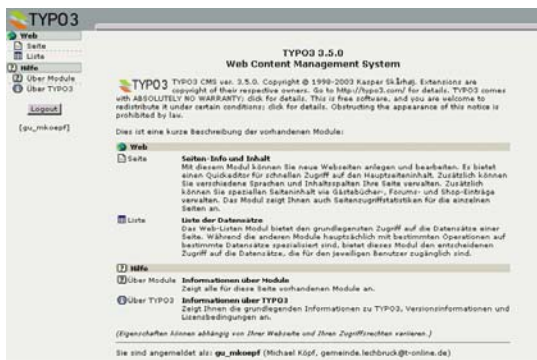 TYPO3
Web
Seite
Liste
Hilfe
Über Module
Über TYPO3
Logout
[gu_mkoepf]
TYPO3 3.5.0
Web Content Management System
TYPO3 TYPO3 CMS ver. 3.5.0. Copyright © 1998-2003 Kasper Skårhøj. Extensions are
copyright of their respective owners. Go to http://typo3.com/ for details. TYPO3 comes
with ABSOLUTELY NO WARRANTY; click for details. This is free software, and you are welcome to
redistribute it under certain conditions; click for details. Obstructing the appearance of this notice is
prohibited by law.
Dies ist eine kurze Beschreibung der vorhandenen Module:
Web
Seite Seiten-Info und Inhalt
Mit diesem Modul können Sie neue Webseiten anlegen und bearbeiten. Es bietet
einen Quickeditor für schnellen Zugriff auf den Hauptseiteninhalt. Zusätzlich können
Sie verschiedene Sprachen und Inhaltsspalten Ihre Seite verwalten. Zusätzlich
können Sie speziellen Seiteninhalt wie Gästebücher-, Forums- und Shop-Einträge
verwalten. Das Modul zeigt Ihnen auch Seitenzugriffstatistiken für die einzelnen
Seiten an.
Liste Liste der Datensätze
Das Web-Listen Modul bietet den grundlegensten Zugriff auf die Datensätze einer
Seite. Während die anderen Module hauptsächlich mit bestimmten Operationen auf
bestimmte Datensätze spezialisiert sind, bietet dieses Modul den entscheidenen
Zugriff auf die Datensätze, die für den jeweiligen Benutzer zugänglich sind.
Hilfe
Über Module Informationen über Module
Zeigt alle für diese Seite vorhandenen Module an.
Über TYPO3 Informationen über TYPO3
Zeigt Ihnen die grundlegenden Informationen zu TYPO3, Versionsinformationen und
Lizensbedingungen an.
(Eigenschaften können abhängig von Ihrer Webseite und Ihren Zugriffsrechten variieren.)
Sie sind angemeldet als: gu_mkoepf (Michael Köpf, gemeinde.lechbruck@t-online.de)